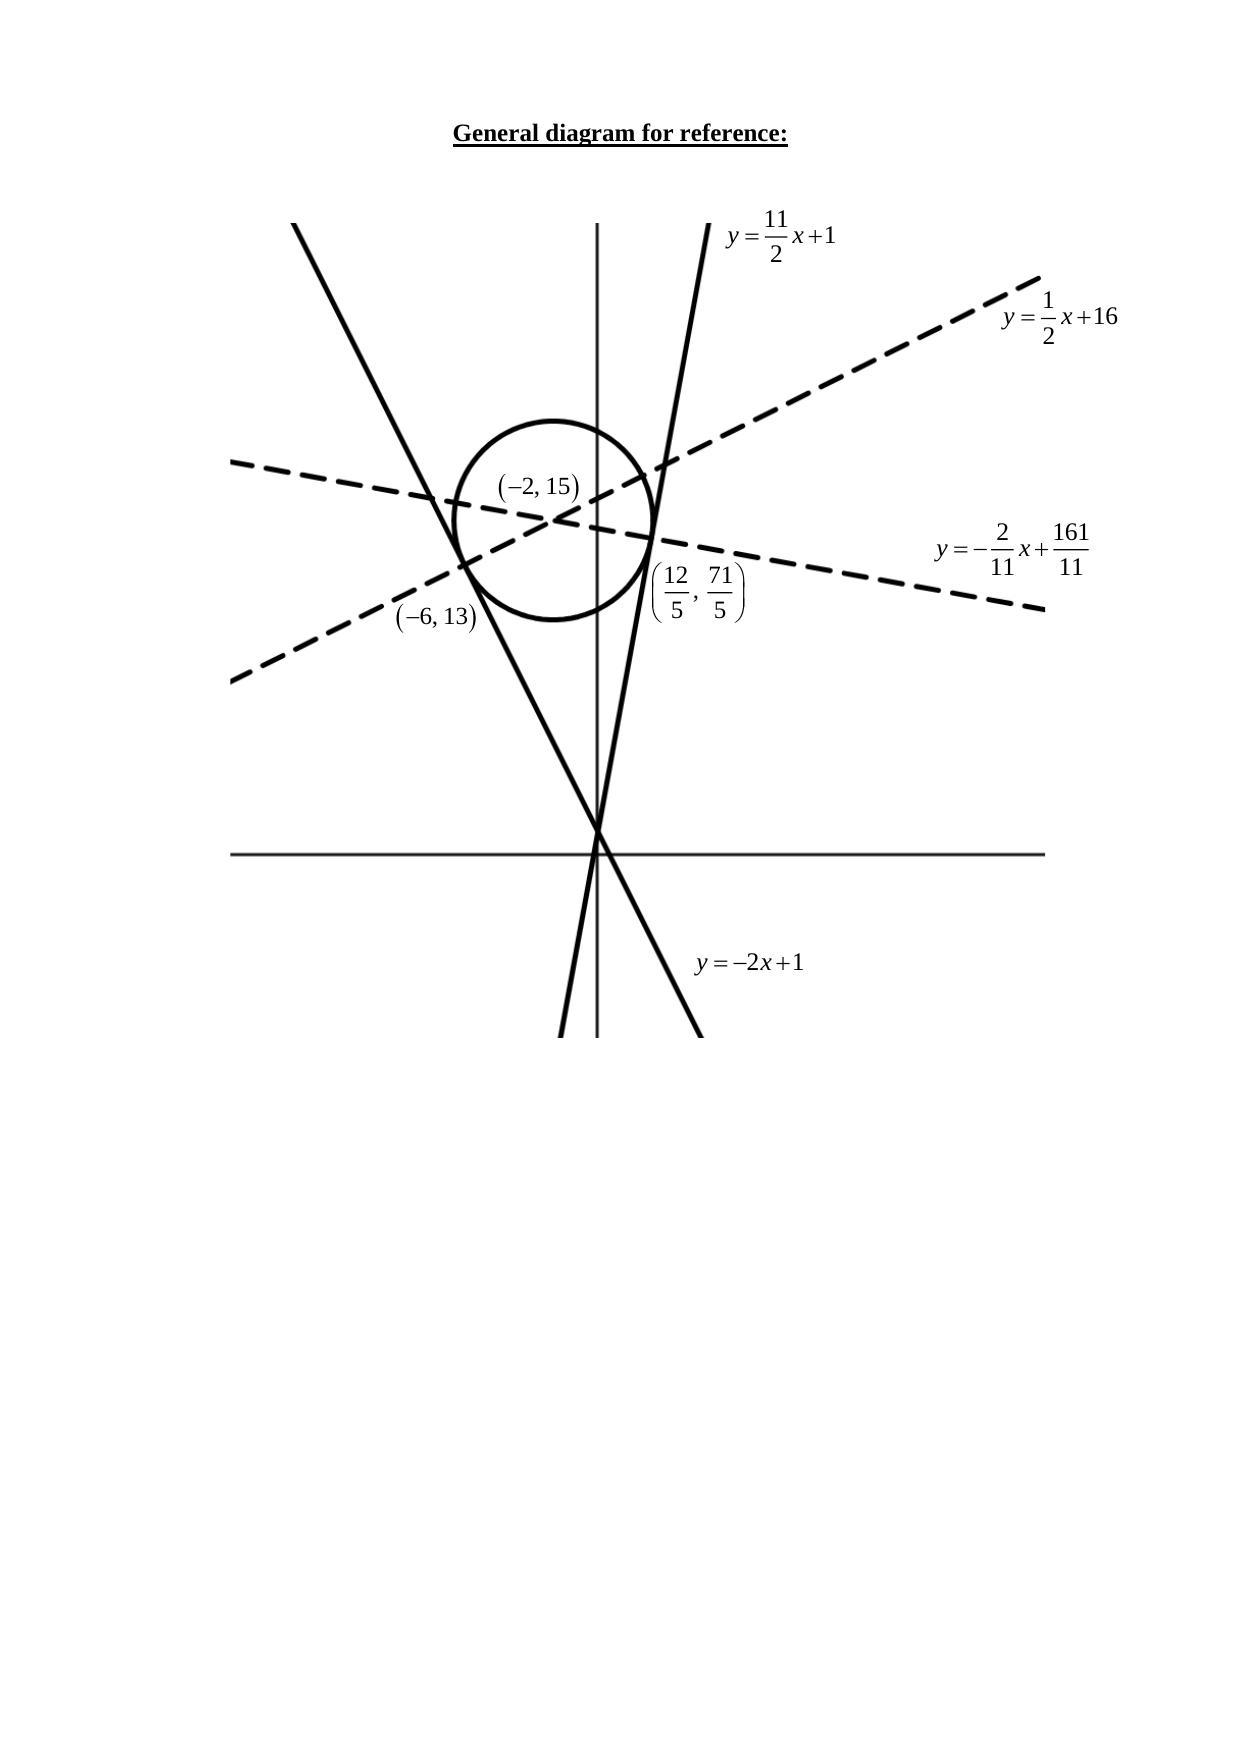 General diagram for reference:
y = 11/2 x + 1
y = 1/2 x + 16
(–2, 15)
y = – 2/11 x + 161/11
(12/5, 71/5)
(–6, 13)
y = –2x + 1